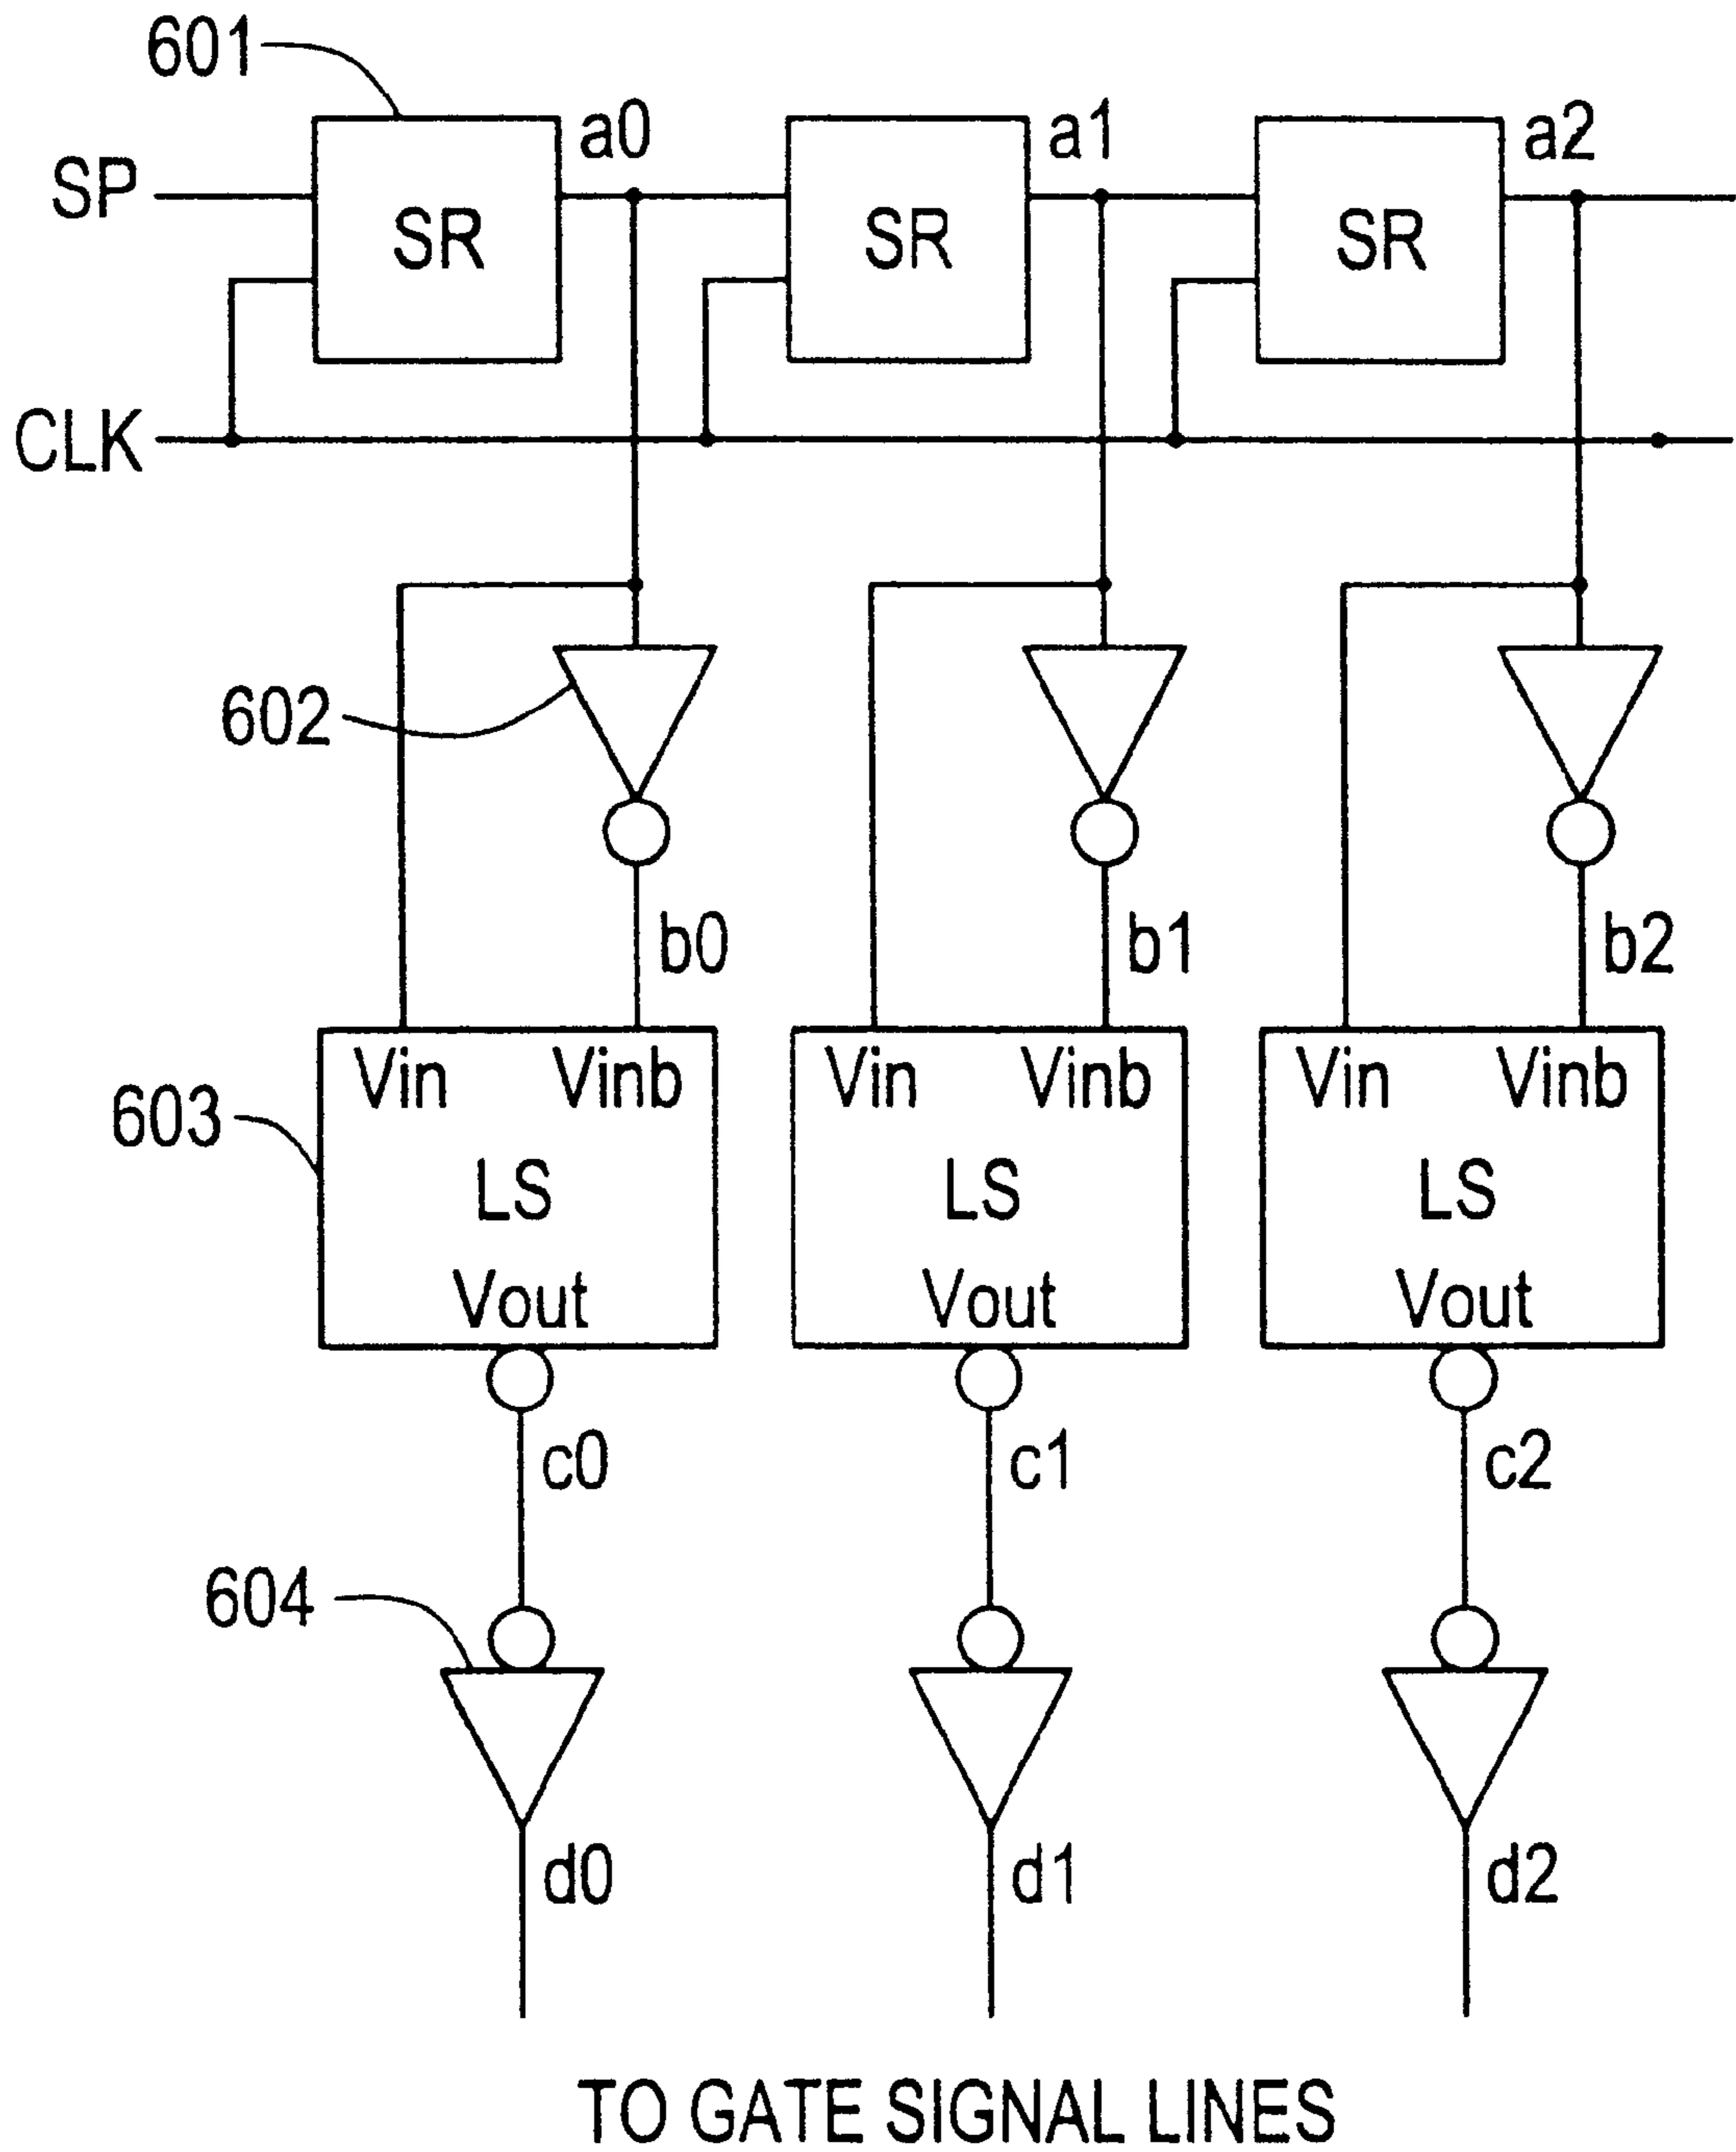 601
a0 a1 a2
SP
SR SR SR
CLK
602
b0 b1 b2
Vin Vinb Vin Vinb Vin Vinb
603
LS LS LS
Vout Vout Vout
c0 c1 c2
604
d0 d1 d2
TO GATE SIGNAL LINES